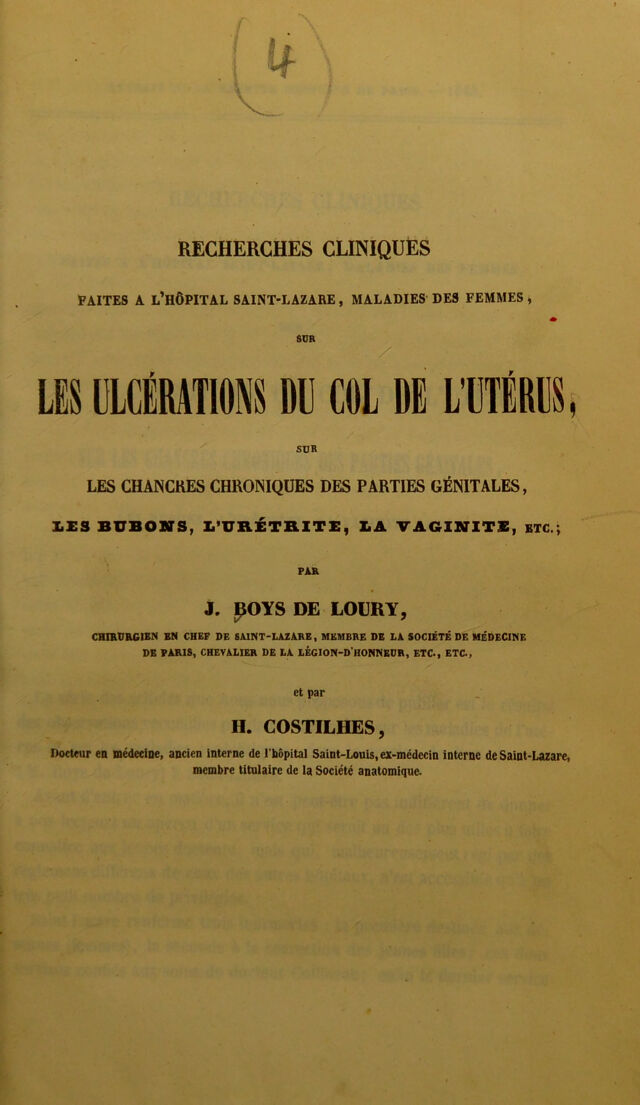 (4)
RECHERCHES CLINIQUES
FAITES A L'HÔPITAL SAINT-LAZARE, MALADIES DES FEMMES,
SUR
LES ULCÉRATIONS DU COL DE L'UTÉRUS,
SUR
LES CHANCRES CHRONIQUES DES PARTIES GÉNITALES,
LES BUBONS, L'URÉTRITE, LA VAGINITE, ETC.;
PAR
J. BOYS DE LOURY,
CHIRURGIEN EN CHEF DE SAINT-LAZARE, MEMBRE DE LA SOCIÉTÉ DE MÉDECINE
DE PARIS, CHEVALIER DE LA LÉGION-D'HONNEUR, ETC., ETC.,
et par
H. COSTILHES,
Docteur en médecine, ancien interne de l'hôpital Saint-Louis, ex-médecin interne de Saint-Lazare,
membre titulaire de la Société anatomique.